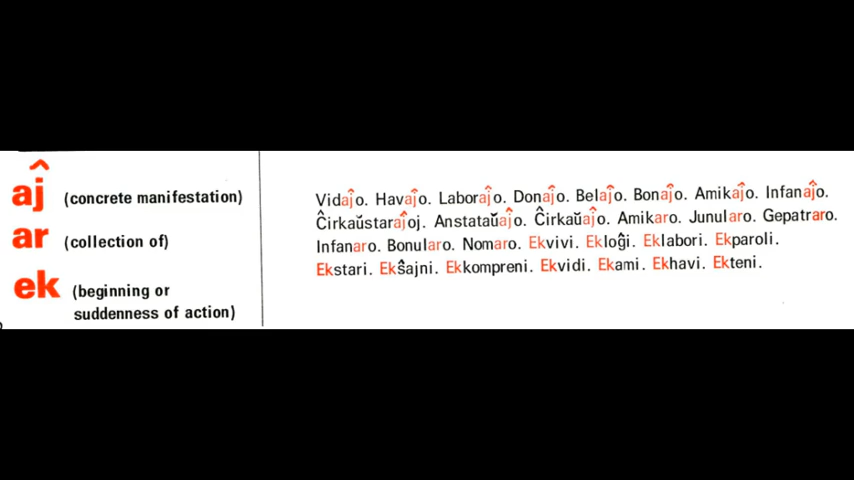 aĵ (concrete manifestation)
ar (collection of)
ek (beginning or
suddenness of action)
Vidaĵo. Havaĵo. Laboraĵo. Donaĵo. Belaĵo. Bonaĵo. Amikaĵo. Infanaĵo.
Ĉirkaŭstaraĵoj. Anstataŭaĵo. Ĉirkaŭaĵo. Amikaro. Junularo. Gepatraro.
Infanaro. Bonularo. Nomaro. Ekvivi. Ekloĝi. Eklabori. Ekparoli.
Ekstari. Ekŝajni. Ekkompreni. Ekvidi. Ekami. Ekhavi. Ekteni.